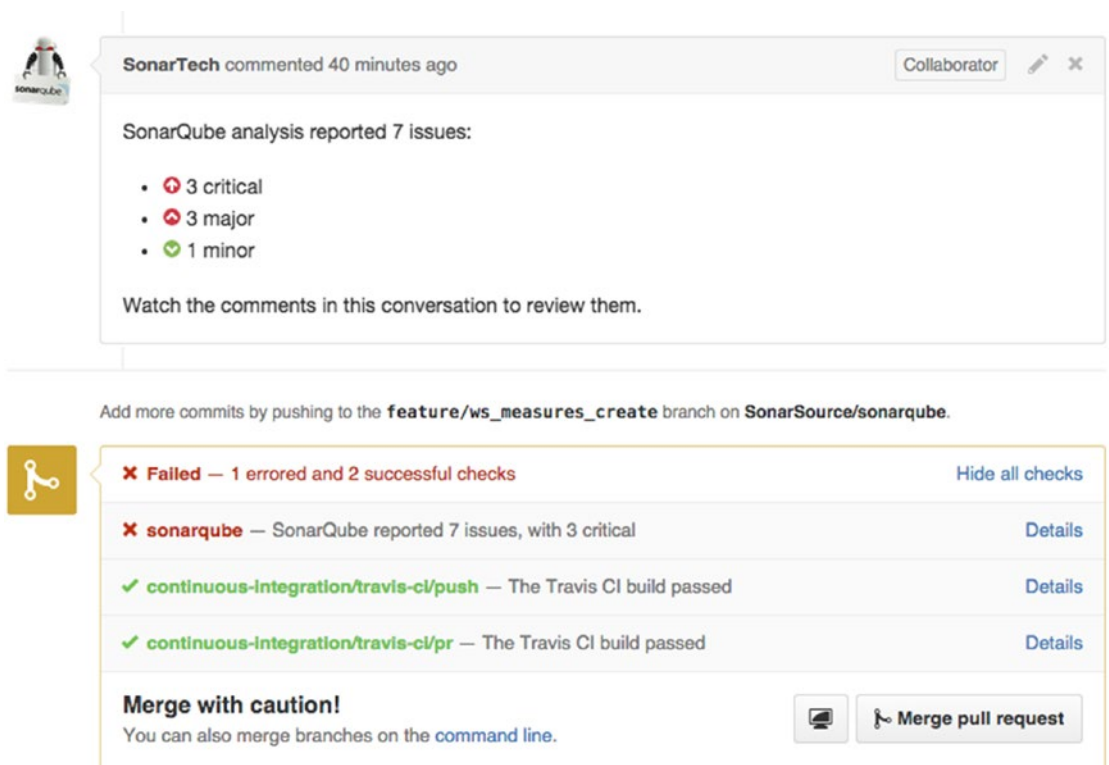 SonarTech commented 40 minutes ago Collaborator
sonarqube
SonarQube analysis reported 7 issues:
• 3 critical
• 3 major
• 1 minor
Watch the comments in this conversation to review them.
Add more commits by pushing to the feature/ws_measures_create branch on SonarSource/sonarqube.
Failed — 1 errored and 2 successful checks Hide all checks
sonarqube — SonarQube reported 7 issues, with 3 critical Details
continuous-integration/travis-ci/push — The Travis CI build passed Details
continuous-integration/travis-ci/pr — The Travis CI build passed Details
Merge with caution!
Merge pull request
You can also merge branches on the command line.